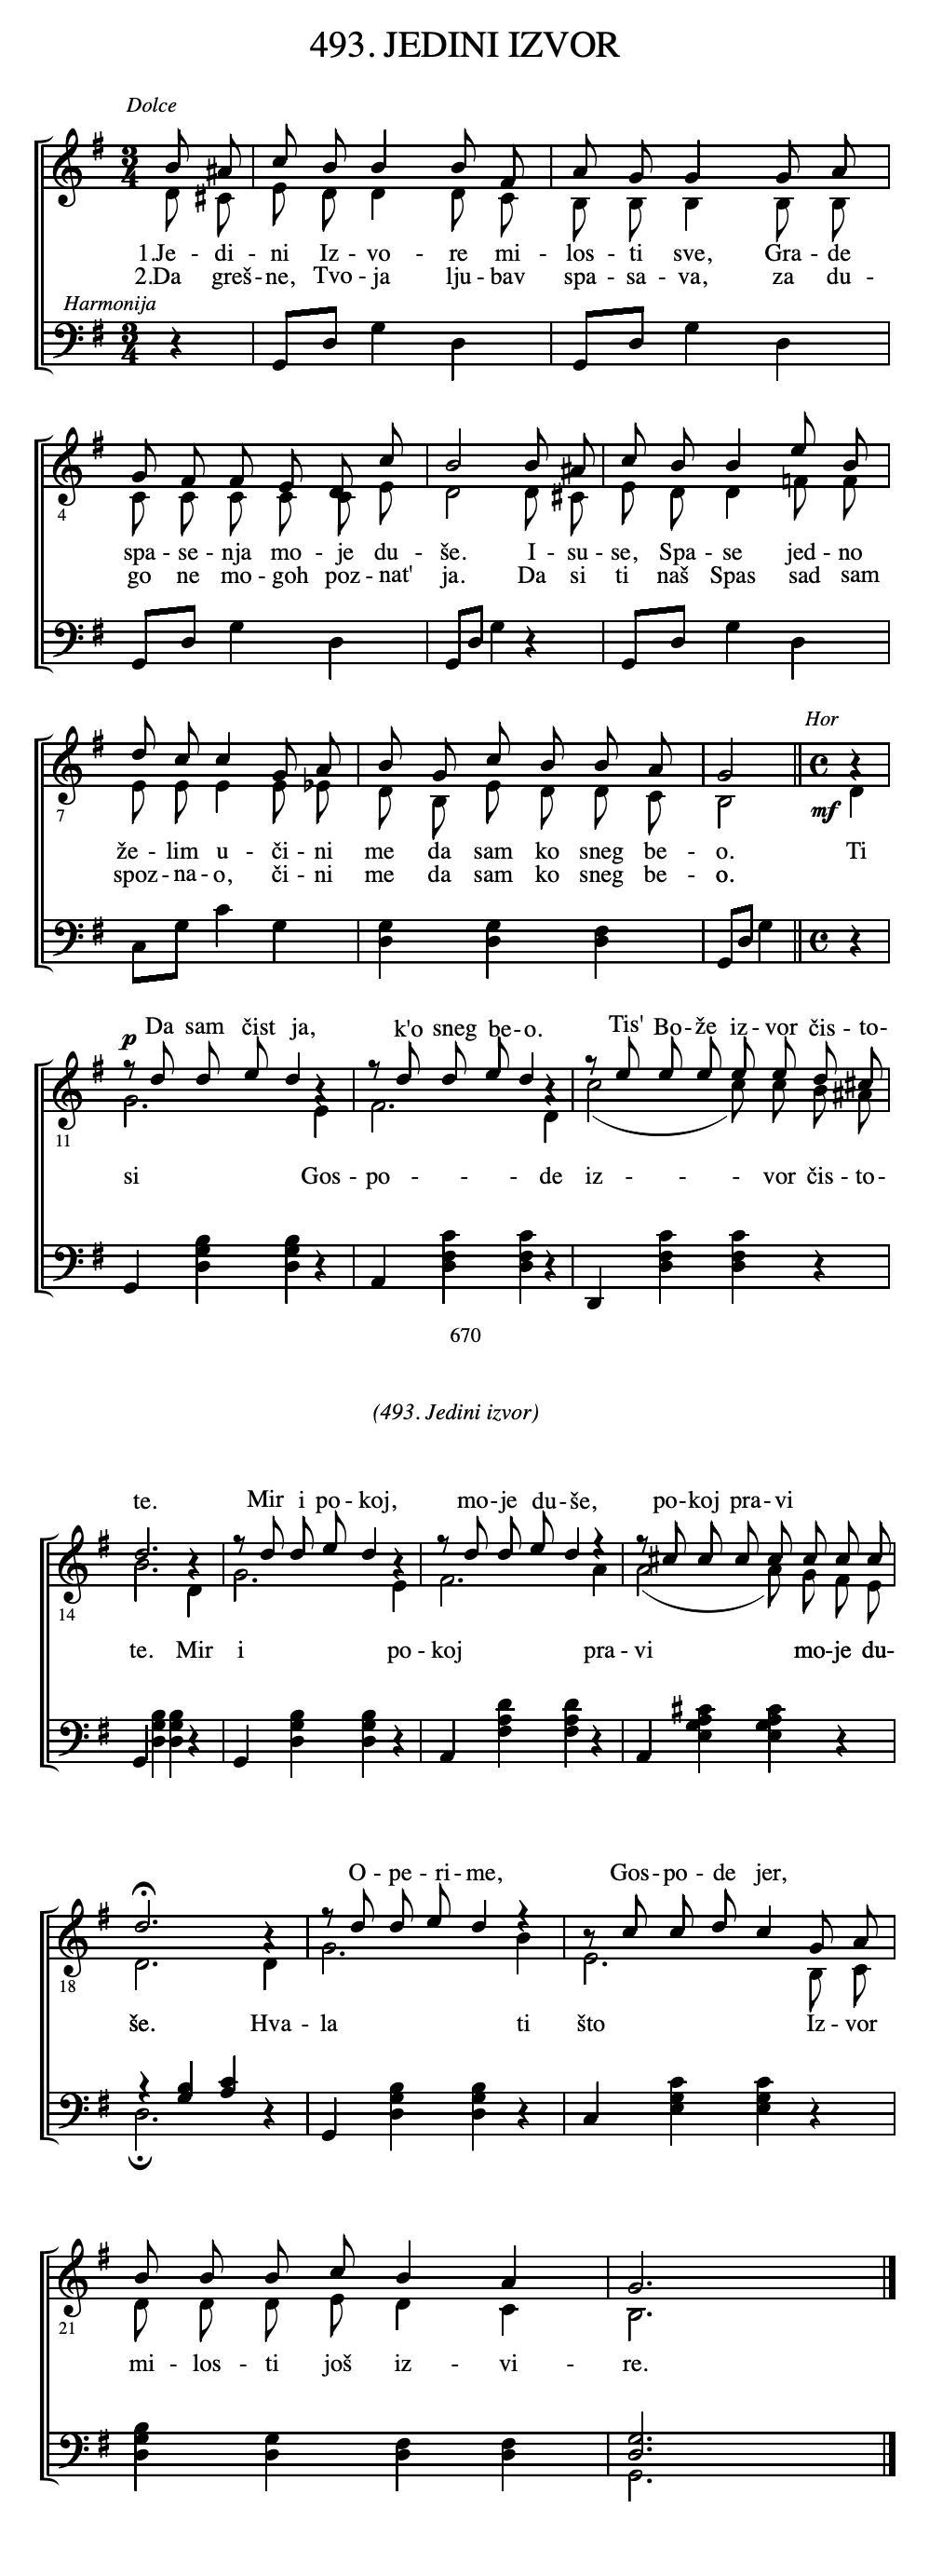 493. JEDINI IZVOR
Dolce
1.Je - di - ni Iz - vo - re mi - los - ti sve, Gra - de
2.Da greš - ne, Tvo - ja lju - bav spa - sa - va, za du -
Harmonija
4
spa - se - nja mo - je du - še. I - su - se, Spa - se jed - no
go ne mo - goh poz - nat' ja. Da si ti naš Spas sad sam
Hor
7
mf
že - lim u - či - ni me da sam ko sneg be - o. Ti
spoz - na - o, či - ni me da sam ko sneg be - o.
p Da sam čist ja, k'o sneg be - o. Tis' Bo - že iz - vor čis - to-
11
si Gos - po - - - de iz - - - vor čis - to-
670
(493. Jedini izvor)
te. Mir i po - koj, mo - je du - še, po - koj pra - vi
14
te. Mir i po - koj pra - vi mo - je du-
O - pe - ri - me, Gos - po - de jer,
18
še. Hva - la ti što Iz - vor
21
mi - los - ti još iz - vi - re.